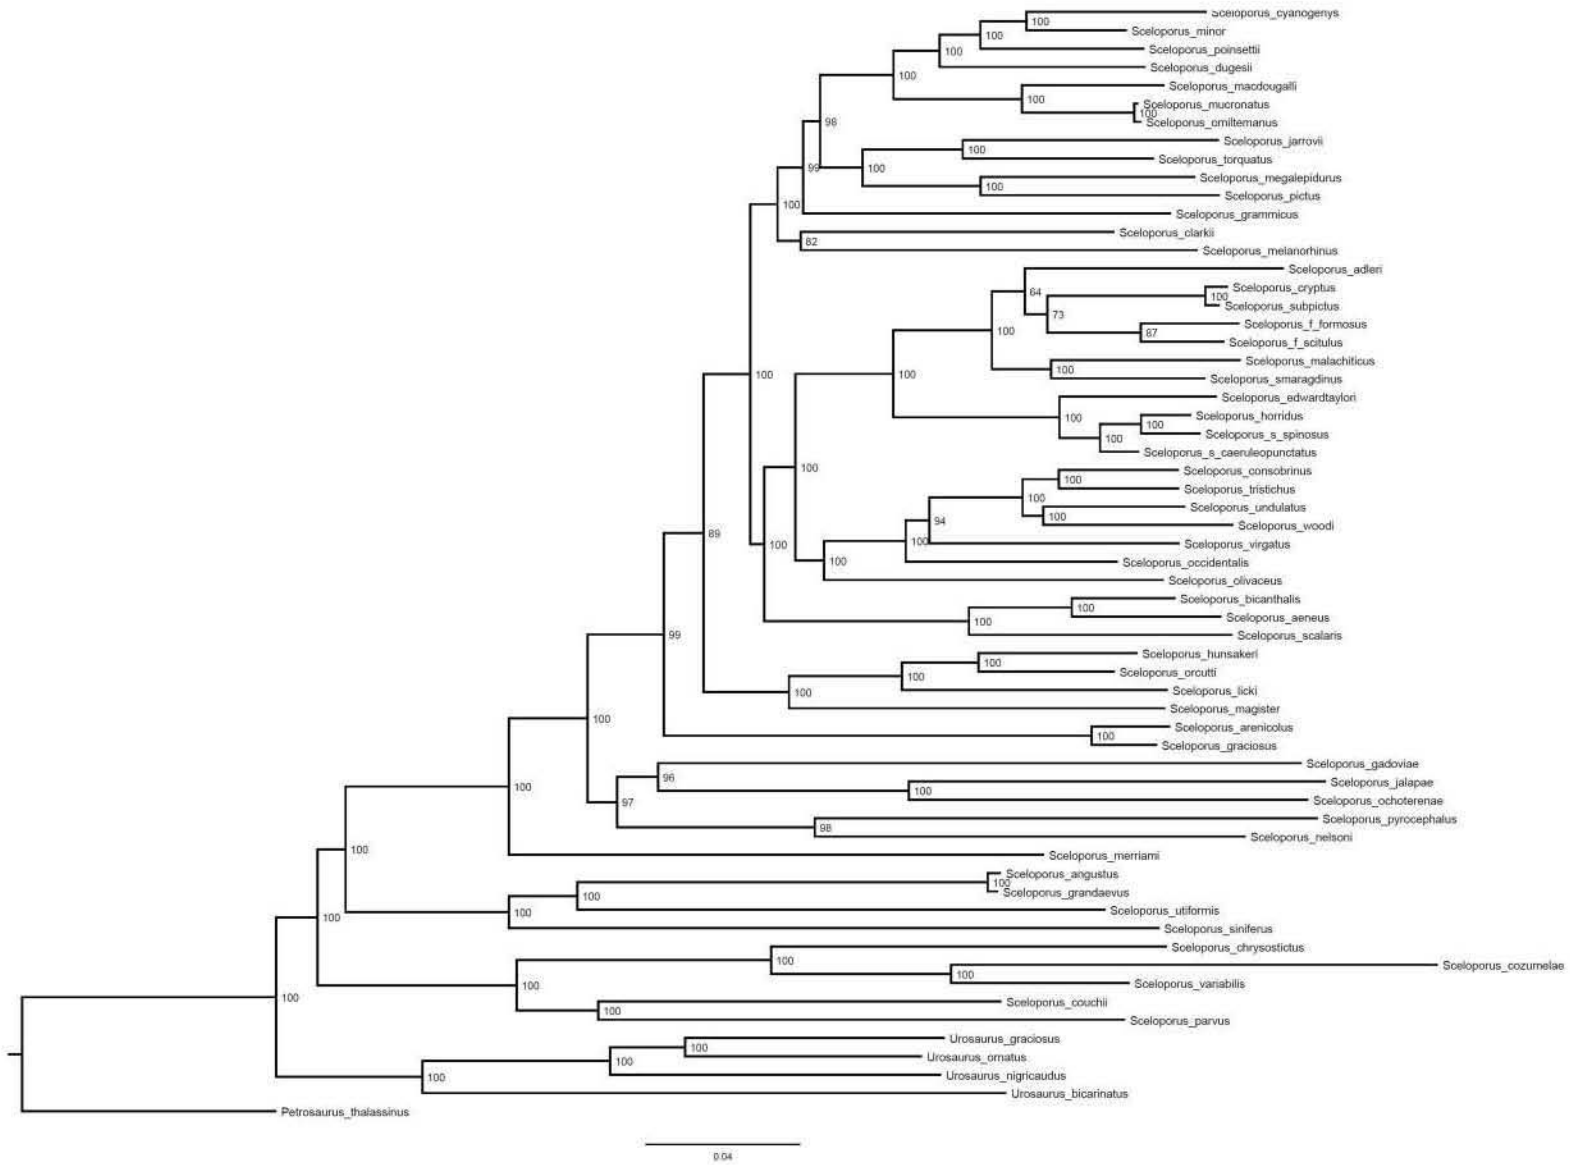 Sceloporus_cyanogenys
100
Sceloporus_minor
100
Sceloporus_poinsettii
100
Sceloporus_dugesii
100
Sceloporus_macdougalli
100
Sceloporus_mucronatus
100
Sceloporus_omiltemanus
98
Sceloporus_jarrovii
100
Sceloporus_torquatus
99
100
Sceloporus_megalepidurus
100
Sceloporus_pictus
100
Sceloporus_grammicus
Sceloporus_clarkii
82
Sceloporus_melanorhinus
Sceloporus_adleri
64
Sceloporus_cryptus
100
Sceloporus_subpictus
73
Sceloporus_f_formosus
100
87
Sceloporus_f_scitulus
Sceloporus_malachiticus
100
100
100
Sceloporus_smaragdinus
Sceloporus_edwardtaylori
Sceloporus_horridus
100
100
Sceloporus_s_spinosus
100
Sceloporus_s_caeruleopunctatus
100
Sceloporus_consobrinus
100
Sceloporus_tristichus
100
Sceloporus_undulatus
100
94
Sceloporus_woodi
89
100
100
Sceloporus_virgatus
100
Sceloporus_occidentalis
Sceloporus_olivaceus
Sceloporus_bicanthalis
100
Sceloporus_aeneus
100
99
Sceloporus_scalaris
Sceloporus_hunsakeri
100
Sceloporus_orcutti
100
Sceloporus_licki
100
Sceloporus_magister
100
Sceloporus_arenicolus
100
Sceloporus_graciosus
Sceloporus_gadoviae
96
Sceloporus_jalapae
100
100
97
Sceloporus_ochoterenae
Sceloporus_pyrocephalus
98
Sceloporus_nelsoni
100
Sceloporus_merriami
Sceloporus_angustus
100
Sceloporus_grandaevus
100
Sceloporus_utiformis
100
100
Sceloporus_siniferus
Sceloporus_chrysostictus
100
Sceloporus_cozumelae
100
Sceloporus_variabilis
100
100
Sceloporus_couchii
100
Sceloporus_parvus
Urosaurus_graciosus
100
Urosaurus_ornatus
100
Urosaurus_nigricaudus
100
Urosaurus_bicarinatus
Petrosaurus_thalassinus
0.04